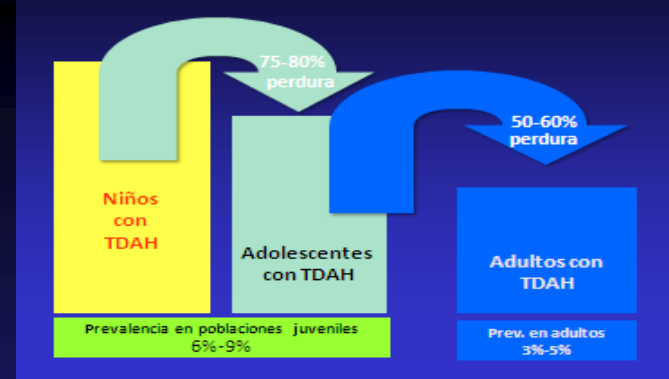 75-80%
perdura
50-60%
perdura
Niños
con
TDAH
Adolescentes
con TDAH
Adultos con
TDAH
Prevalencia en poblaciones juveniles
6%-9%
Prev. en adultos
3%-5%